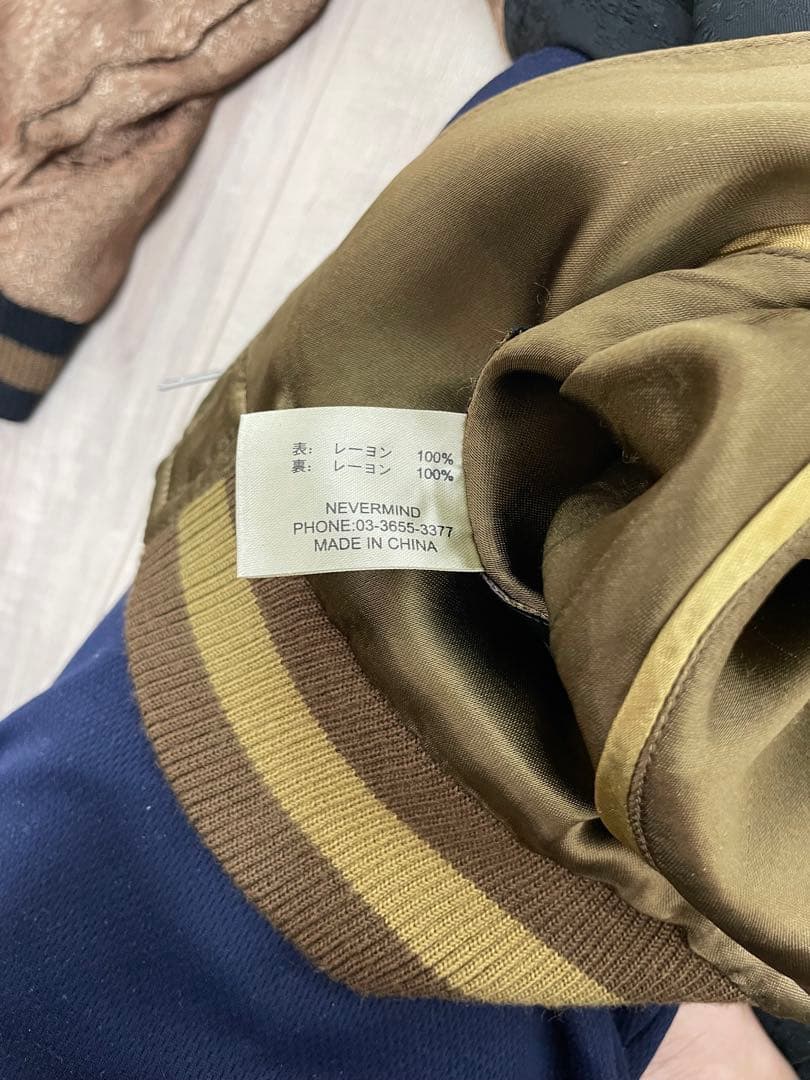 表: レーヨン 100%
裏: レーヨン 100%
NEVERMIND
PHONE:03-3655-3377
MADE IN CHINA